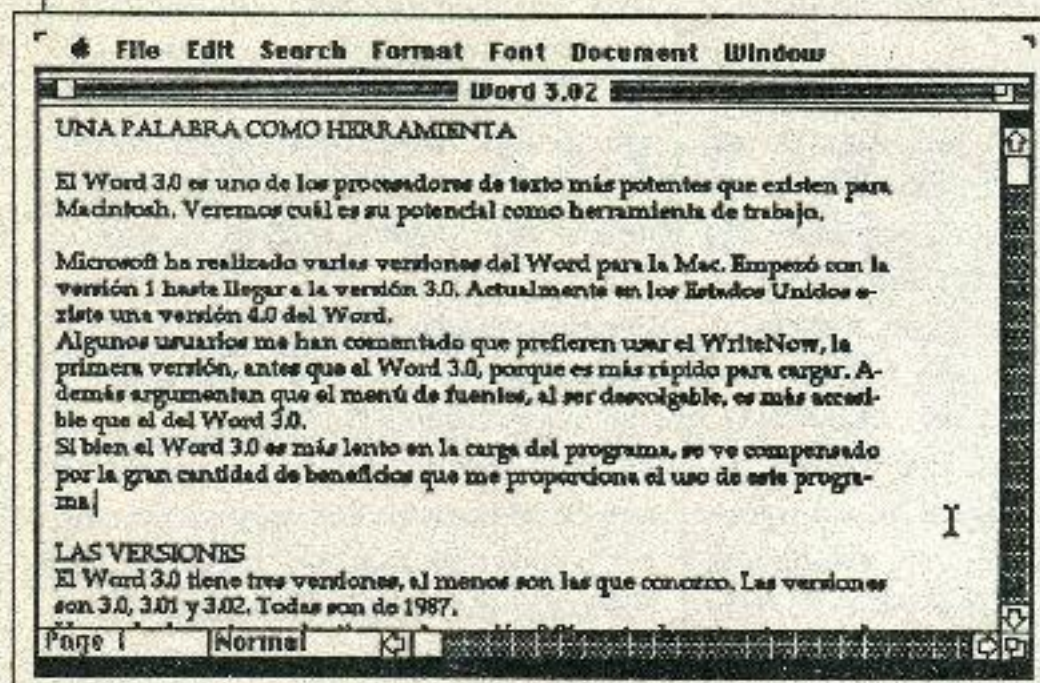 File Edit Search Format Font Document Window
Word 3.02
UNA PALABRA COMO HERRAMIENTA
El Word 3.0 es uno de los procesadores de texto más potentes que existen para
Macintosh. Veremos cuál es su potencial como herramienta de trabajo.
Microsoft ha realizado varias versiones del Word para la Mac. Empezó con la
versión 1 hasta llegar a la versión 3.0. Actualmente en los Estados Unidos e-
xiste una versión 4.0 del Word.
Algunos usuarios me han comentado que prefieren usar el WriteNow, la
primera versión, antes que al Word 3.0, porque es más rápido para cargar. A-
demás argumentan que el menú de fuentes, al ser descolgable, es más accesi-
ble que el del Word 3.0.
Si bien el Word 3.0 es más lento en la carga del programa, se ve compensado
por la gran cantidad de beneficios que me proporciona el uso de este progra-
ma.
LAS VERSIONES
El Word 3.0 tiene tres versiones, al menos son las que conozco. Las versiones
son 3.0, 3.01 y 3.02. Todas son de 1987.
Page 1 Normal